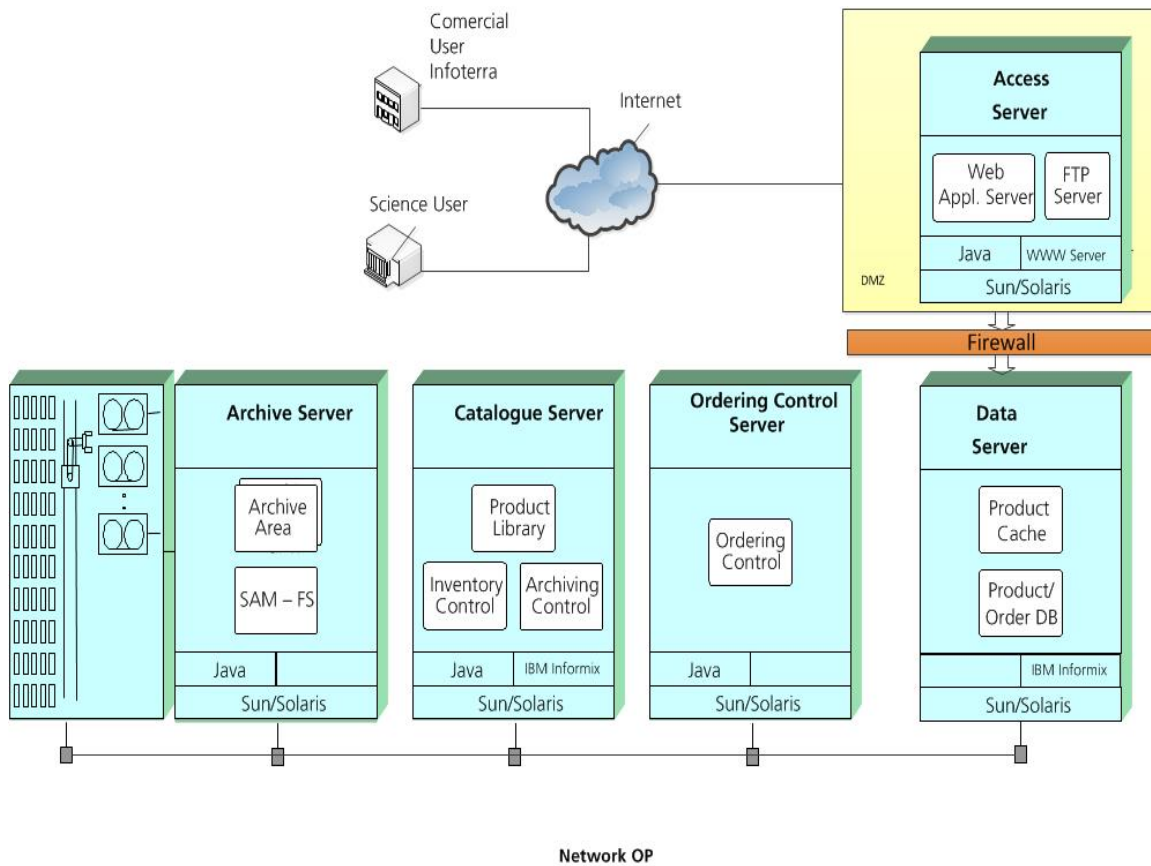 Comercial
User
Infoterra
Internet
Science User
Access
Server
Web
Appl. Server
FTP
Server
Java
WWW Server
DMZ
Sun/Solaris
Firewall
Archive Server
Archive
Area
SAM – FS
Java
Sun/Solaris
Catalogue Server
Product
Library
Inventory
Control
Archiving
Control
Java
IBM Informix
Sun/Solaris
Ordering Control
Server
Ordering
Control
Java
Sun/Solaris
Data
Server
Product
Cache
Product/
Order DB
IBM Informix
Sun/Solaris
Network OP